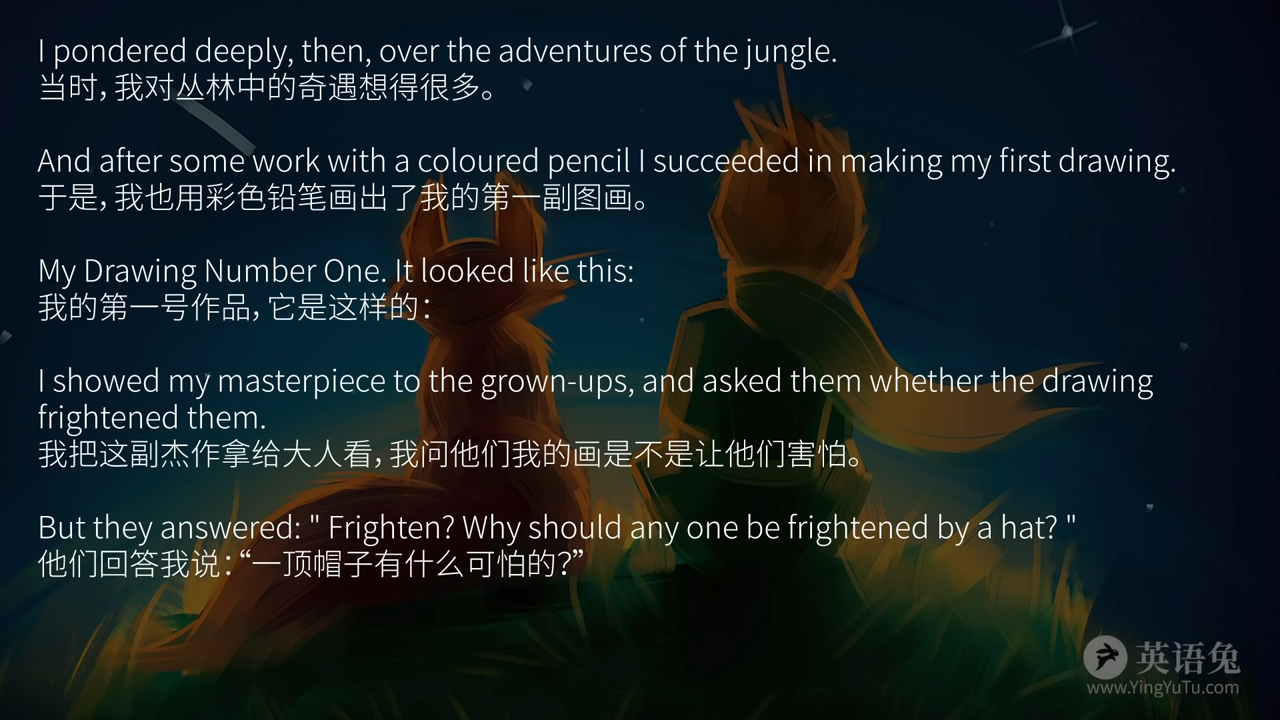 I pondered deeply, then, over the adventures of the jungle.
当时，我对丛林中的奇遇想得很多。
And after some work with a coloured pencil I succeeded in making my first drawing.
于是，我也用彩色铅笔画出了我的第一副图画。
My Drawing Number One. It looked like this:
我的第一号作品，它是这样的：
I showed my masterpiece to the grown-ups, and asked them whether the drawing
frightened them.
我把这副杰作拿给大人看，我问他们我的画是不是让他们害怕。
But they answered: " Frighten? Why should any one be frightened by a hat? "
他们回答我说：“一顶帽子有什么可怕的？”
英语兔
www.YingYuTu.com